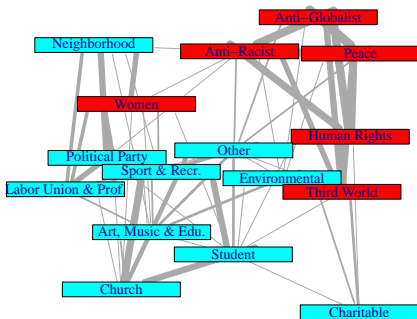 Anti–Globalist
Neighborhood
Anti–Racist
Peace
Women
Human Rights
Other
Political Party
Sport & Recr.
Environmental
Labor Union & Prof.
Third World
Art, Music & Edu.
Student
Church
Charitable